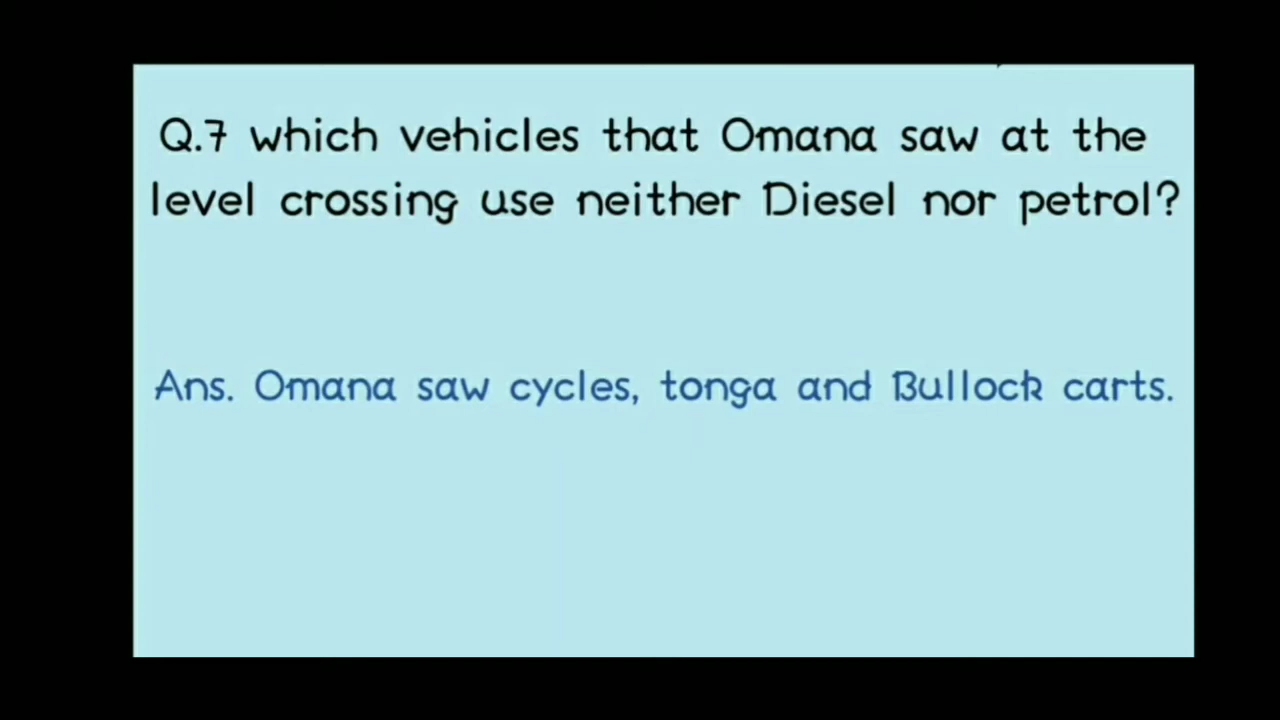 Q.7 which vehicles that Omana saw at the
level crossing use neither Diesel nor petrol?
Ans. Omana saw cycles, tonga and Bullock carts.